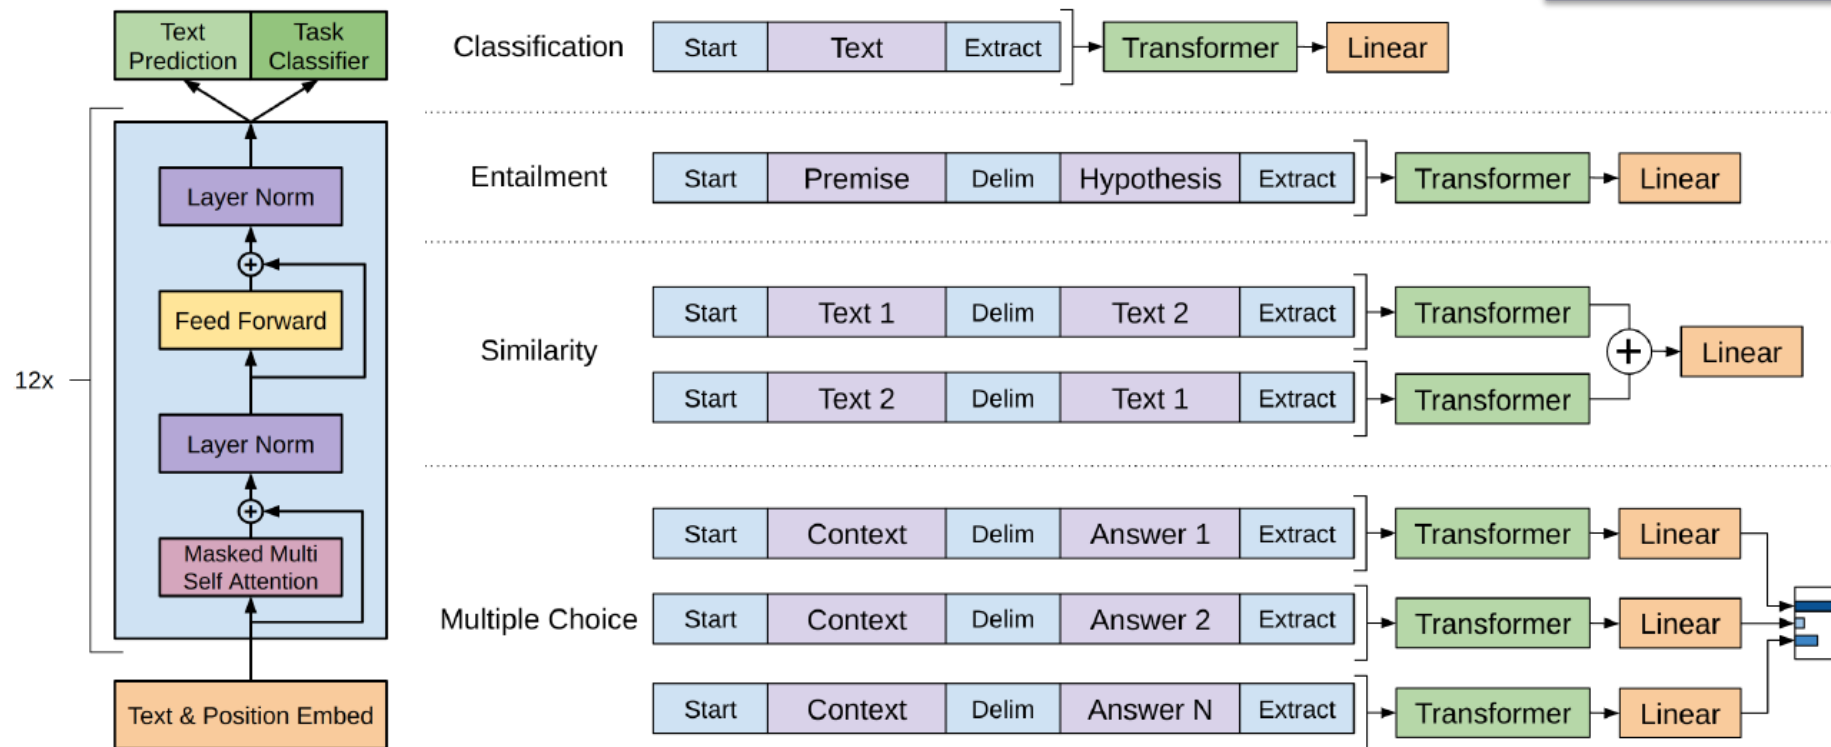 Text
Prediction
Task
Classifier
12x
Layer Norm
Feed Forward
Layer Norm
Masked Multi
Self Attention
Text & Position Embed
Classification Start Text Extract Transformer Linear
Entailment Start Premise Delim Hypothesis Extract Transformer Linear
Similarity
Start Text 1 Delim Text 2 Extract Transformer
+ Linear
Start Text 2 Delim Text 1 Extract Transformer
Multiple Choice
Start Context Delim Answer 1 Extract Transformer Linear
Start Context Delim Answer 2 Extract Transformer Linear
Start Context Delim Answer N Extract Transformer Linear